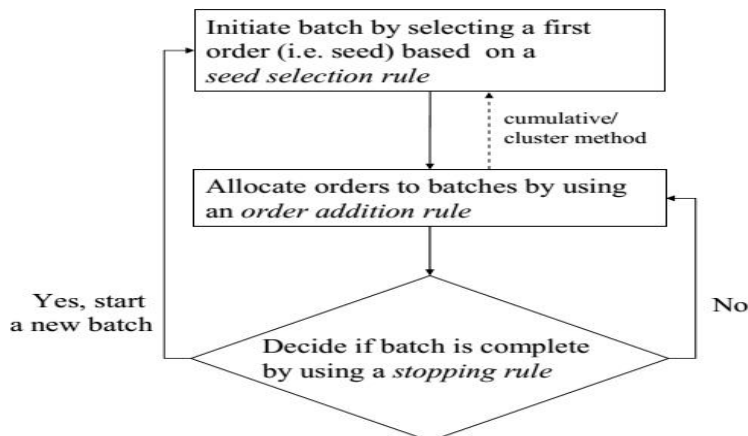 Initiate batch by selecting a first
order (i.e. seed) based on a
seed selection rule
cumulative/
cluster method
Allocate orders to batches by using
an order addition rule
Yes, start
a new batch
No
Decide if batch is complete
by using a stopping rule